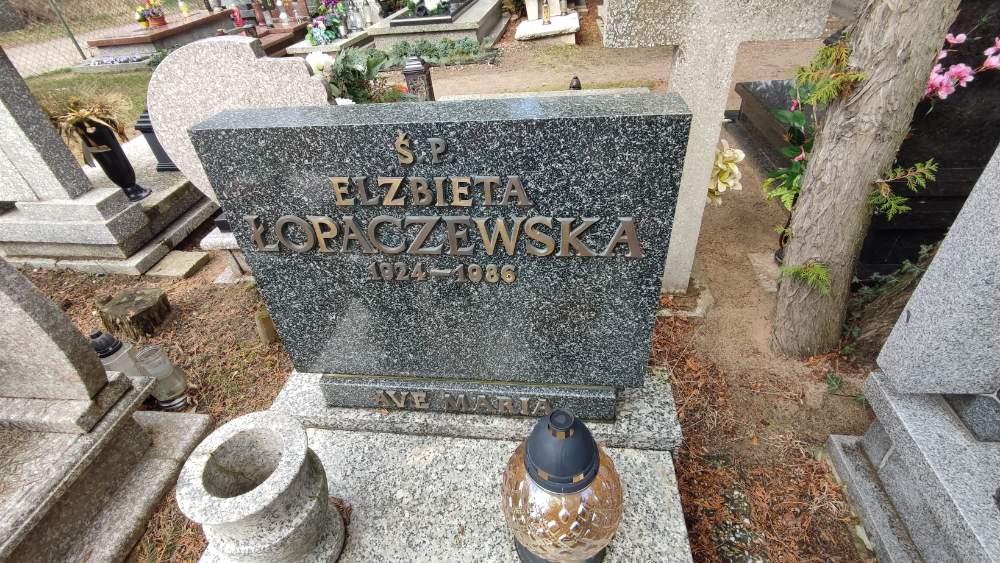 Ś.P.
ELŻBIETA
ŁOPACZEWSKA
1924-1986
AVE MARIA